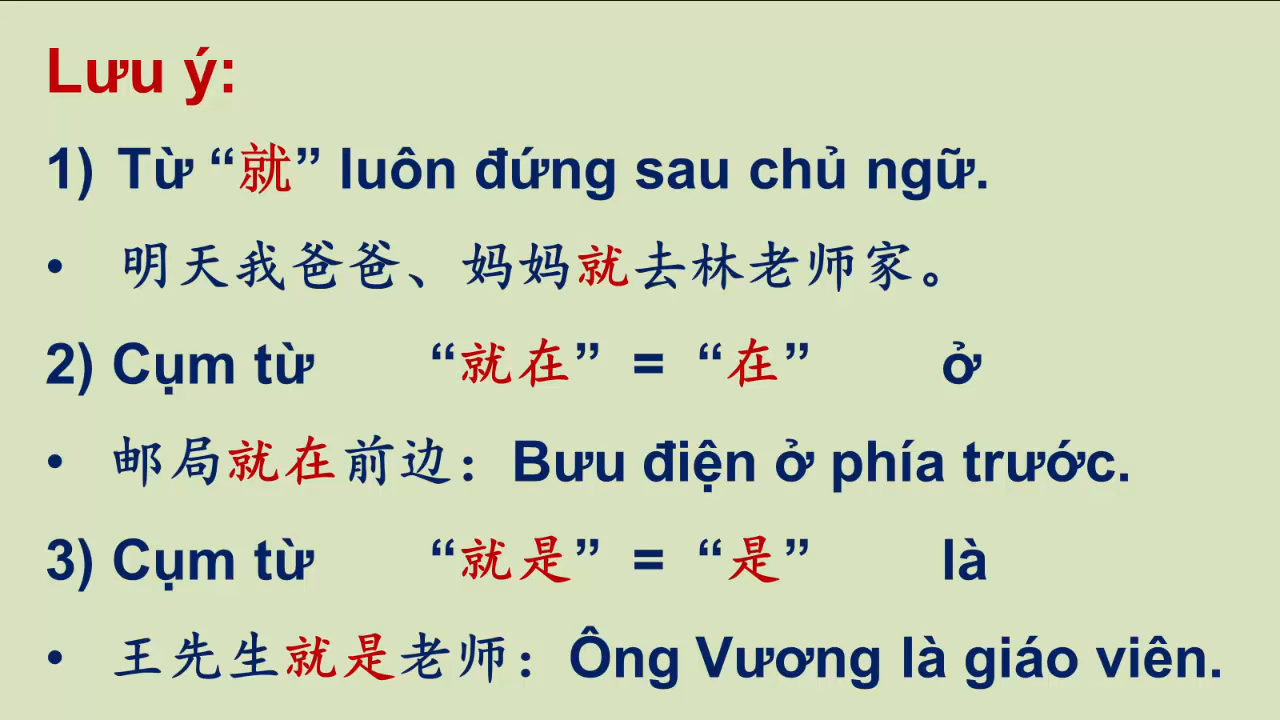 Lưu ý:
1) Từ “就” luôn đứng sau chủ ngữ.
• 明天我爸爸、妈妈就去林老师家。
2) Cụm từ “就在” = “在” ở
• 邮局就在前边：Bưu điện ở phía trước.
3) Cụm từ “就是” = “是” là
• 王先生就是老师：Ông Vương là giáo viên.